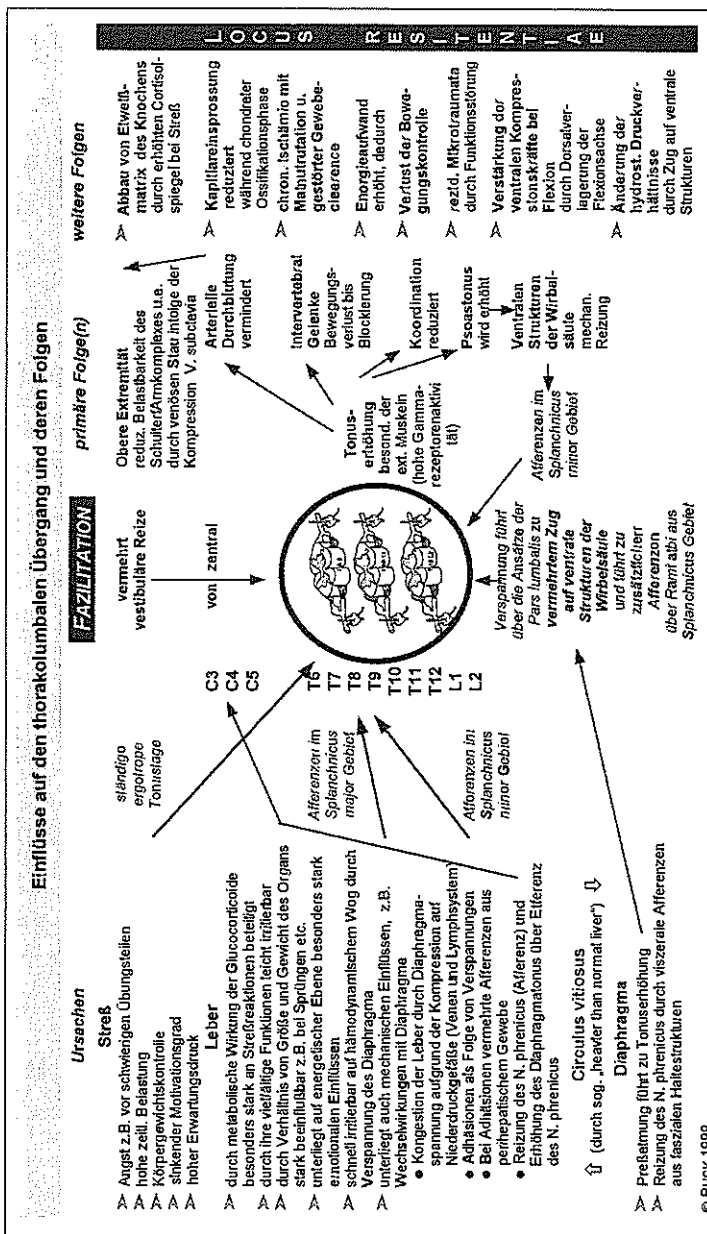 Einflüsse auf den thorakolumbalen Übergang und deren Folgen
Ursachen
FAZILITATION
primäre Folge(n)
weitere Folgen
Streß
➢ Angst z.B. vor schwierigen Übungsteilen
➢ hohe zeitl. Belastung
➢ Körpergewichtskontrolle
➢ sinkender Motivationsgrad
➢ hoher Erwartungsdruck
Leber
➢ durch metabolische Wirkung der Glucocorticoide
besonders stark an Streßreaktionen beteiligt
➢ durch ihre vielfältige Funktionen leicht irritierbar
➢ durch Verhältnis von Größe und Gewicht des Organs
stark beeinflußbar z.B. bei Sprüngen etc.
➢ unterliegt auf energetischer Ebene besonders stark
emotionalen Einflüssen
➢ schnell irritierbar auf hämodynamischem Weg durch
Verspannung des Diaphragma
➢ unterliegt auch mechanischen Einflüssen, z.B.
Wechselwirkungen mit Diaphragma
● Kongestion der Leber durch Diaphragma-
spannung aufgrund der Kompression auf
Niederdruckgefäße (Venen und Lymphsystem)
● Adhäsionen als Folge von Verspannungen
● Bei Adhäsionen vermehrte Afferenzen aus
perihepatischem Gewebe
● Reizung des N. phrenicus (Afferenz) und
Erhöhung des Diaphragmatonus über Efferenz
des N. phrenicus
Circulus vitiosus
⇧ (durch sog. „heavier than normal liver") ⇩
Diaphragma
➢ Preßatmung führt zu Tonuserhöhung
➢ Reizung des N. phrenicus durch viszerale Afferenzen
aus faszialen Haltestrukturen
© Buck 1999
ständige
ergotrope
Tonuslage
Afferenzen im
Splanchnicus
major Gebiet
Afferenzen im
Splanchnicus
minor Gebiet
C3
C4
C5
T6
T7
T8
T9
T10
T11
T12
L1
L2
vermehrt
vestibuläre Reize
von zentral
Verspannung führt
über die Ansätze der
Pars lumbalis zu
vermehrtem Zug
auf ventrale
Strukturen der
Wirbelsäule
und führt zu
zusätzlichen
Afferenzen
über Rami albi aus
Splanchnicus Gebiet
Tonus-
erhöhung
besond. der
ext. Muskeln
(hohe Gamma-
rezeptorenaktivi
tät)
Afferenzen im
Splanchnicus
minor Gebiet
Obere Extremität
reduz. Belastbarkeit des
Schulter/Armkomplexes u.a.
durch venösen Stau infolge der
Kompression V. subclavia
Arterielle
Durchblutung
vermindert
Intervertebral
Gelenke
Bewegungs-
verlust bis
Blockierung
Koordination
reduziert
Psoastonus
wird erhöht
Ventralen
Strukturen
der Wirbel-
säule
mechan.
Reizung
➢ Abbau von Eiweß-
matrix des Knochens
durch erhöhten Cortisol-
spiegel bei Streß
➢ Kapillareinsprossung
reduziert
während chondraler
Ossifikationsphase
➢ chron. Ischämie mit
Malnutrutation u.
gestörter Gewebe-
clearence
➢ Energieaufwand
erhöht, dadurch
➢ Verlust der Bewe-
gungskontrolle
➢ rezid. Mikrotraumata
durch Funktionsstörung
➢ Verstärkung der
ventralen Kompres-
sionskräfte bei
Flexion
durch Dorsalver-
lagerung der
Flexionsachse
➢ Änderung der
hydrost. Druckver-
hältnisse
durch Zug auf ventrale
Strukturen
LOCUS RESITENTIAE